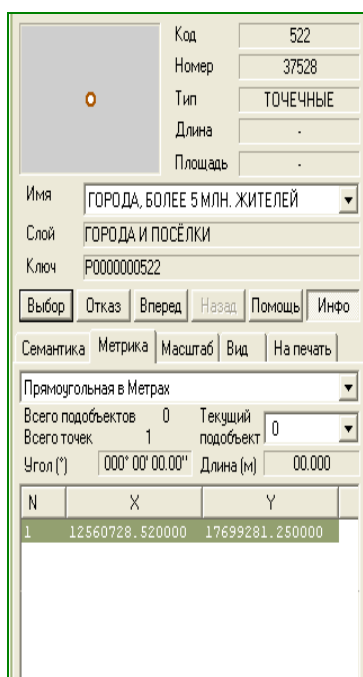 Код 522
Номер 37528
Тип ТОЧЕЧНЫЕ
Длина -
Площадь -
Имя ГОРОДА, БОЛЕЕ 5 МЛН. ЖИТЕЛЕЙ
Слой ГОРОДА И ПОСЁЛКИ
Ключ P0000000522
Выбор Отказ Вперед Назад Помощь Инфо
Семантика Метрика Масштаб Вид На печать
Прямоугольная в Метрах
Всего подобъектов 0 Текущий
Всего точек 1 подобъект 0
Угол (°) 000° 00' 00.00'' Длина (м) 00.000
N X Y
1 12560728.520000 17699281.250000